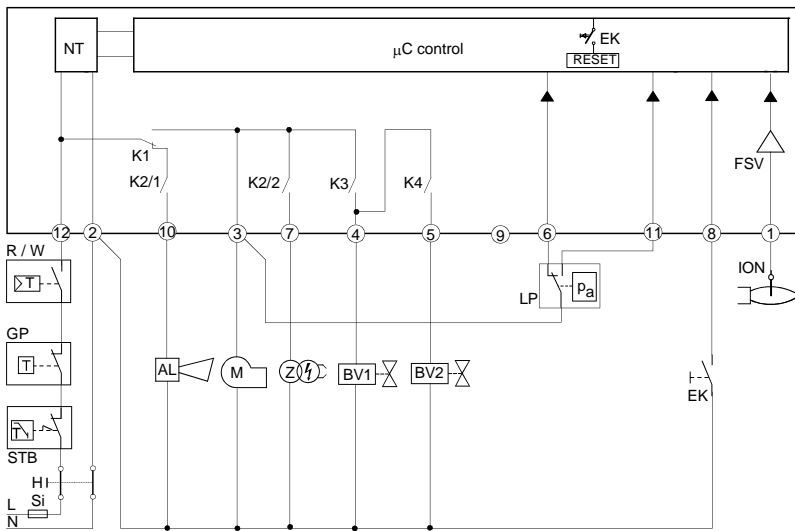 NT
μC control
EK
RESET
FSV
K1
K2/1
K2/2
K3
K4
12
2
10
3
7
4
5
9
6
11
8
1
R / W
T
GP
T
STB
T
H
Si
L
N
AL
M
Z
BV1
BV2
LP
pa
EK
ION